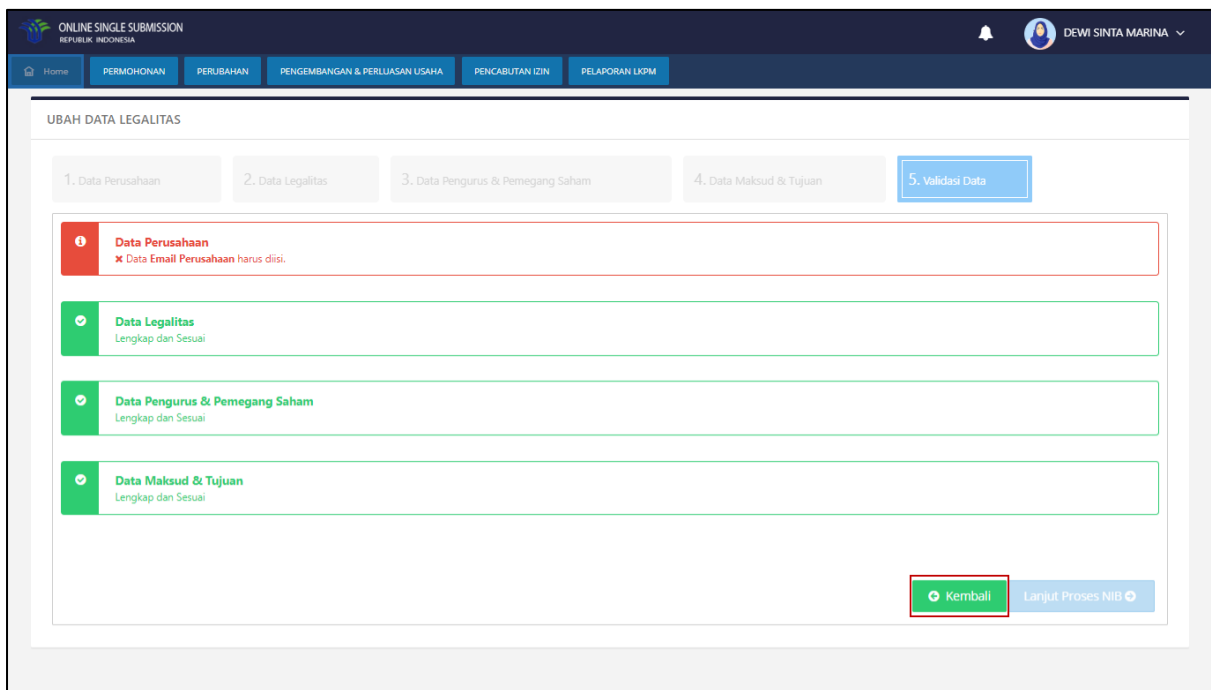 ONLINE SINGLE SUBMISSION
REPUBLIK INDONESIA
DEWI SINTA MARINA
Home PERMOHONAN PERUBAHAN PENGEMBANGAN & PERLUASAN USAHA PENCABUTAN IZIN PELAPORAN LKPM
UBAH DATA LEGALITAS
1. Data Perusahaan 2. Data Legalitas 3. Data Pengurus & Pemegang Saham 4. Data Maksud & Tujuan 5. Validasi Data
Data Perusahaan
Data Email Perusahaan harus diisi.
Data Legalitas
Lengkap dan Sesuai
Data Pengurus & Pemegang Saham
Lengkap dan Sesuai
Data Maksud & Tujuan
Lengkap dan Sesuai
Kembali Lanjut Proses NIB